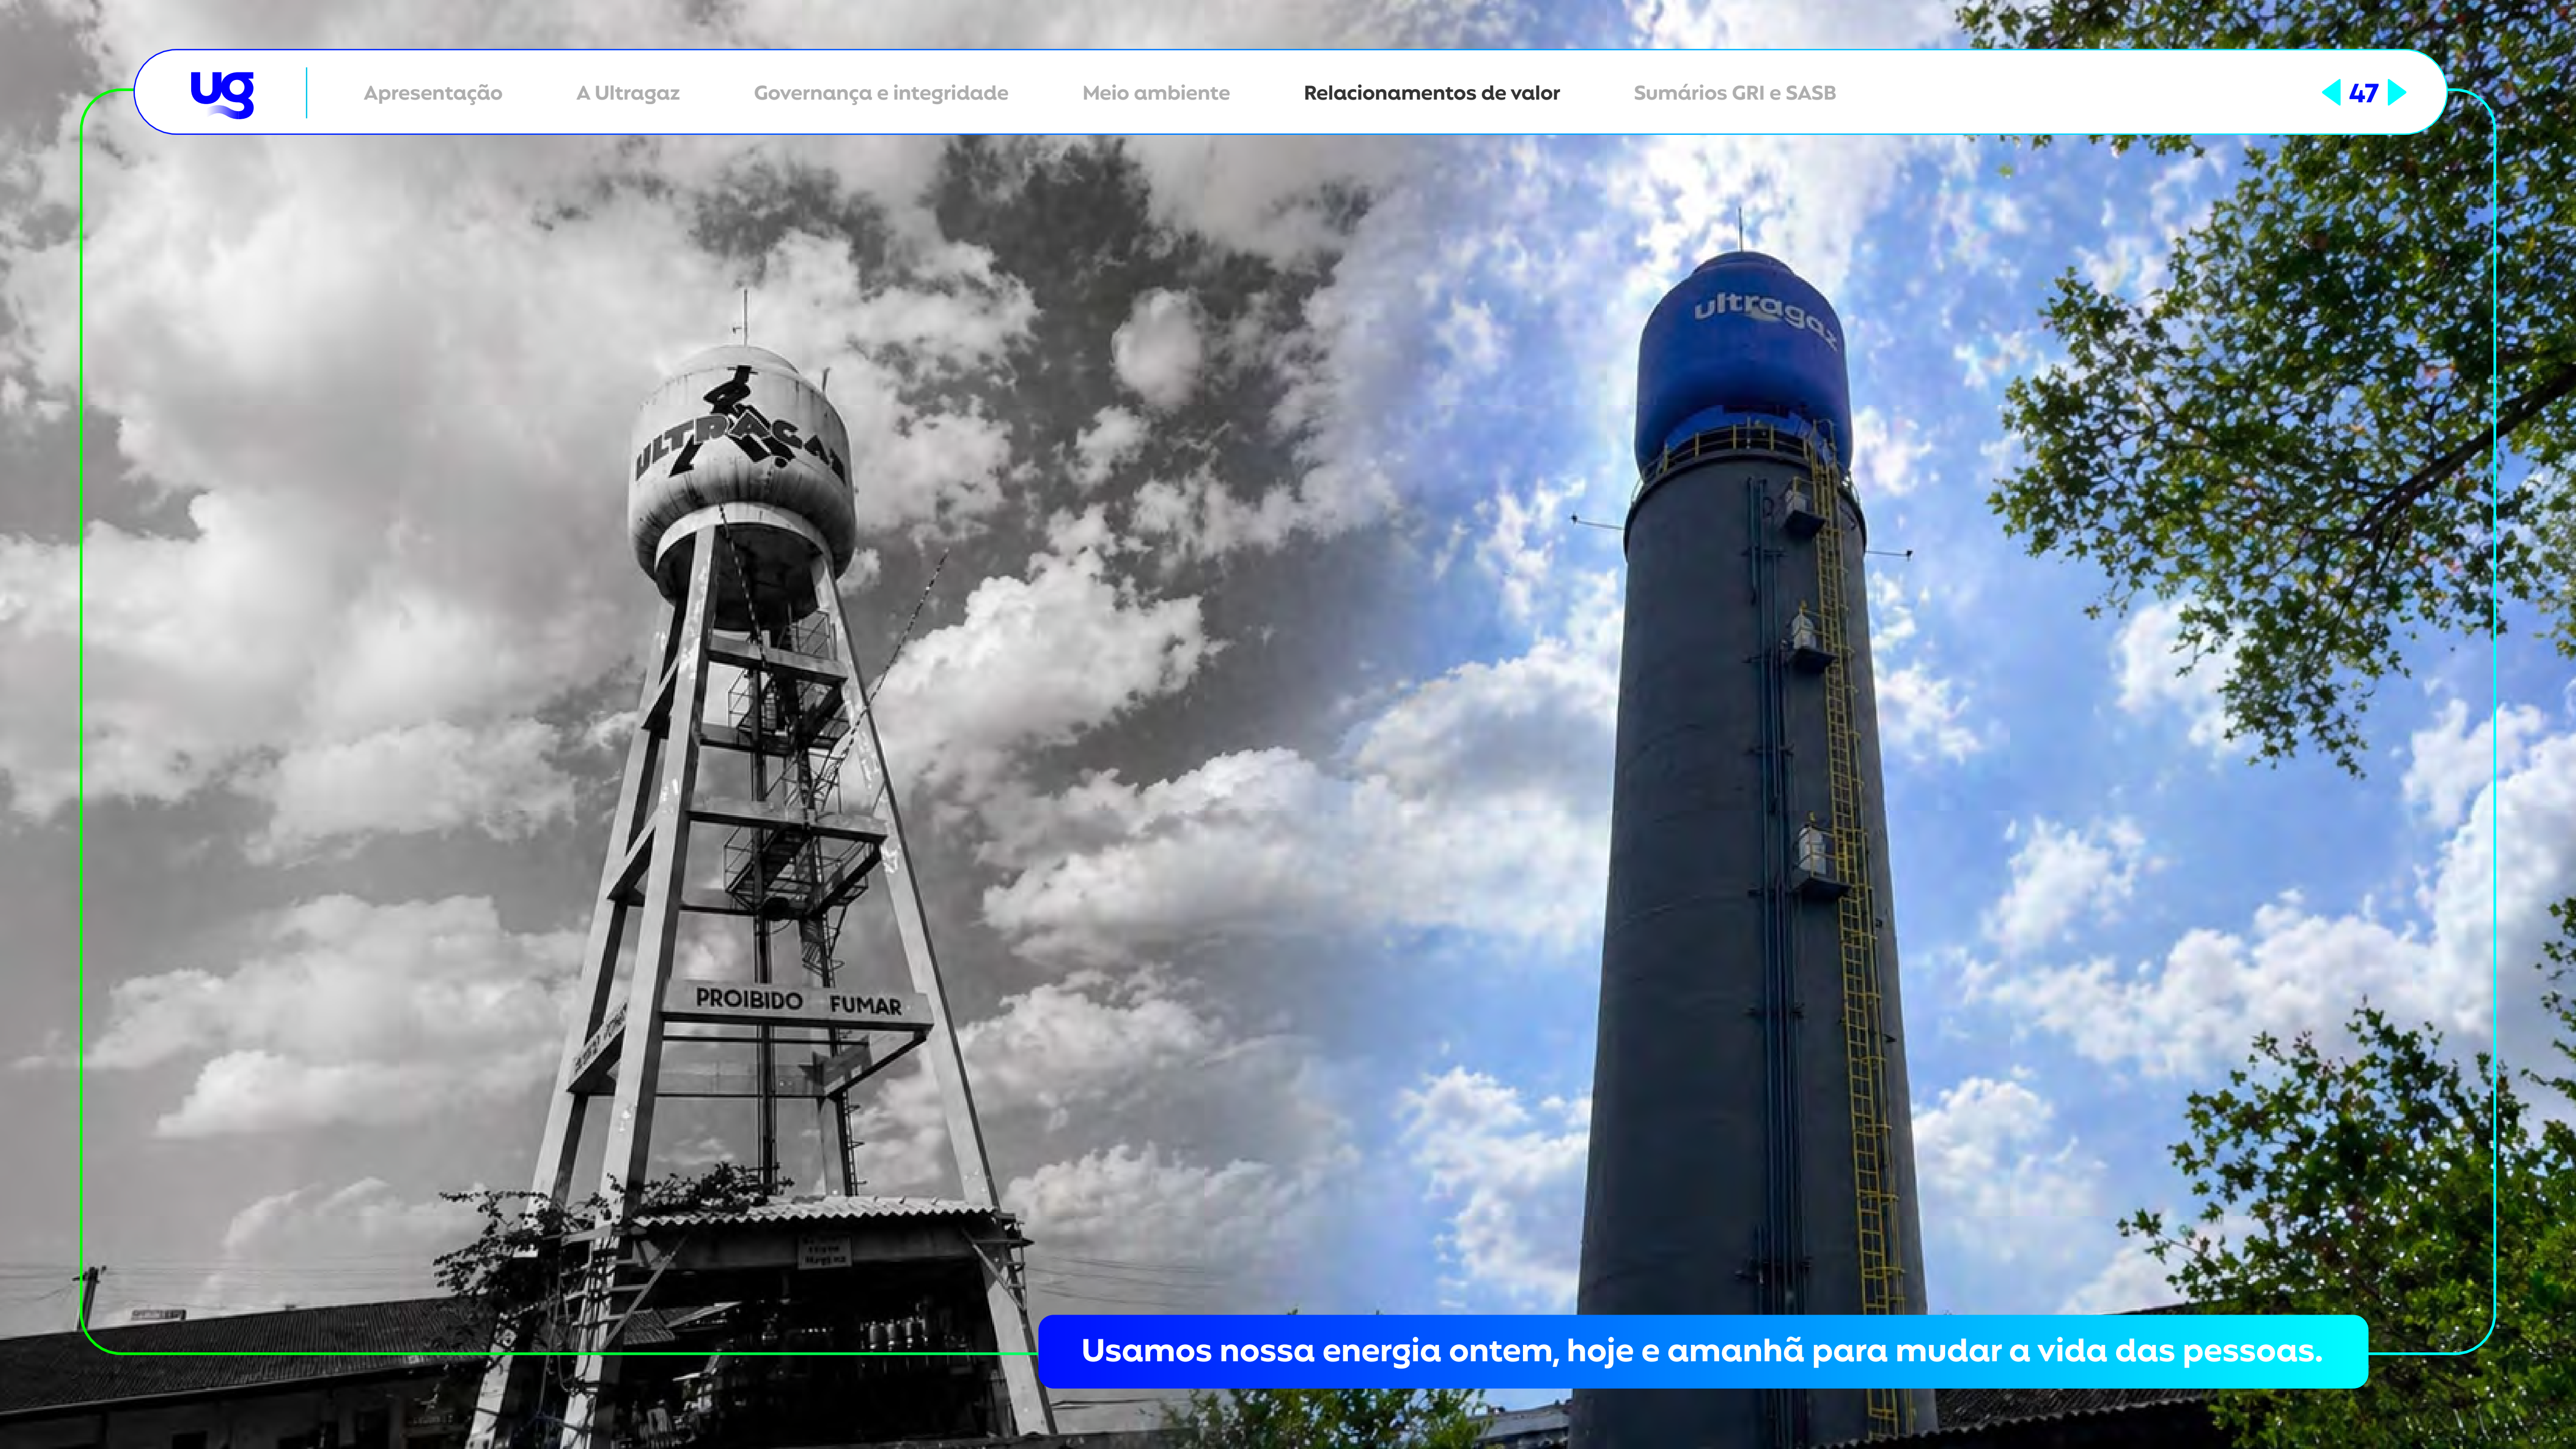 ug
Apresentação
A Ultragaz
Governança e integridade
Meio ambiente
Relacionamentos de valor
Sumários GRI e SASB
47
ultragaz
ULTRAGAZ
PROIBIDO FUMAR
Usamos nossa energia ontem, hoje e amanhã para mudar a vida das pessoas.